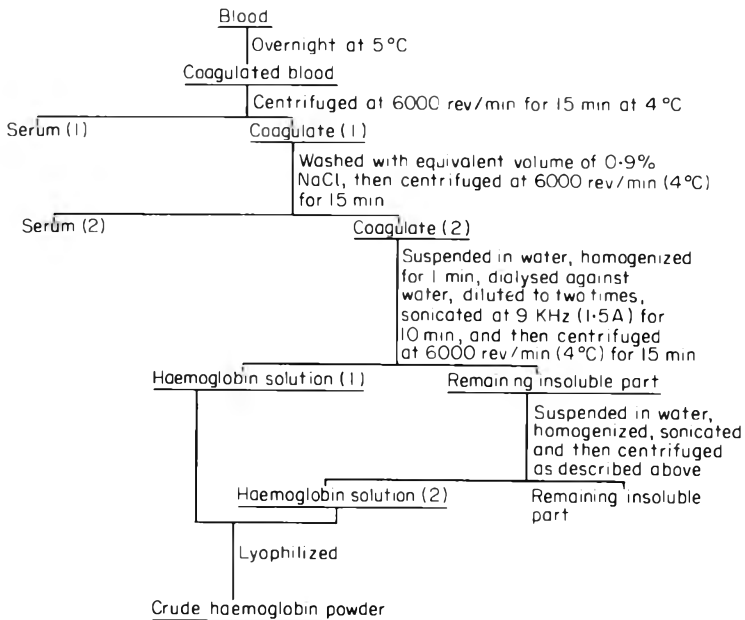 Blood
Overnight at 5°C
Coagulated blood
Centrifuged at 6000 rev/min for 15 min at 4°C
Serum (1)
Coagulate (1)
Washed with equivalent volume of 0·9%
NaCl, then centrifuged at 6000 rev/min (4°C)
for 15 min
Serum (2)
Coagulate (2)
Suspended in water, homogenized
for 1 min, dialysed against
water, diluted to two times,
sonicated at 9 KHz (1·5A) for
10 min, and then centrifuged
at 6000 rev/min (4°C) for 15 min
Haemoglobin solution (1)
Remaining insoluble part
Suspended in water,
homogenized, sonicated
and then centrifuged
as described above
Haemoglobin solution (2)
Remaining insoluble
part
Lyophilized
Crude haemoglobin powder